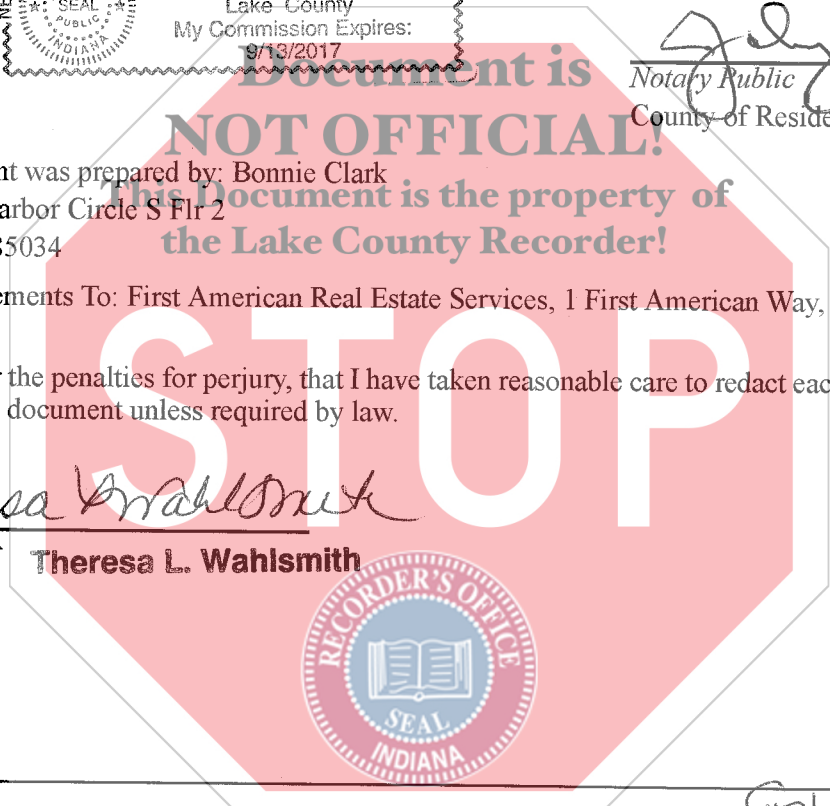 SEAL
PUBLIC
INDIANA
Lake County
My Commission Expires:
9/13/2017
Document is
NOT OFFICIAL!
This Document is the property of
the Lake County Recorder!
Notary Public
County of Reside
nt was prepared by: Bonnie Clark
arbor Circle S Flr 2
85034
ements To: First American Real Estate Services, 1 First American Way,
r the penalties for perjury, that I have taken reasonable care to redact eac
document unless required by law.
STOP
sa L Wahlsmith
Theresa L. Wahlsmith
RECORDER'S OFFICE
SEAL
INDIANA